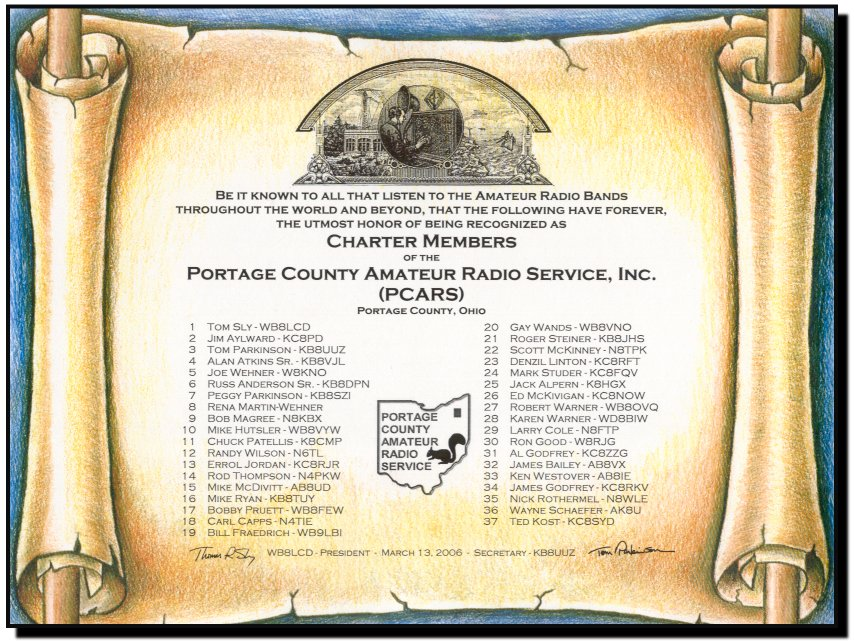 BE IT KNOWN TO ALL THAT LISTEN TO THE AMATEUR RADIO BANDS
THROUGHOUT THE WORLD AND BEYOND, THAT THE FOLLOWING HAVE FOREVER,
THE UTMOST HONOR OF BEING RECOGNIZED AS
CHARTER MEMBERS
OF THE
PORTAGE COUNTY AMATEUR RADIO SERVICE, INC.
(PCARS)
PORTAGE COUNTY, OHIO
1 TOM SLY - WB8LCD
2 JIM AYLWARD - KC8PD
3 TOM PARKINSON - KB8UUZ
4 ALAN ATKINS SR. - KB8VJL
5 JOE WEHNER - W8KNO
6 RUSS ANDERSON SR. - KB8DPN
7 PEGGY PARKINSON - KB8SZI
8 RENA MARTIN-WEHNER
9 BOB MAGREE - N8KBX
10 MIKE HUTSLER - WB8VYW
11 CHUCK PATELLIS - K8CMP
12 RANDY WILSON - N6TL
13 ERROL JORDAN - KC8RJR
14 ROD THOMPSON - N4PKW
15 MIKE MCDIVITT - AB8UD
16 MIKE RYAN - KB8TUY
17 BOBBY PRUETT - WB8FEW
18 CARL CAPPS - N4TIE
19 BILL FRAEDRICH - WB9LBI
PORTAGE
COUNTY
AMATEUR
RADIO
SERVICE
20 GAY WANDS - WB8VNO
21 ROGER STEINER - KB8JHS
22 SCOTT MCKINNEY - N8TPK
23 DENZIL LINTON - KC8RFT
24 MARK STUDER - KC8FQV
25 JACK ALPERN - K8HGX
26 ED MCKIVIGAN - KC8NOW
27 ROBERT WARNER - WB8OVQ
28 KAREN WARNER - WD8BIW
29 LARRY COLE - N8FTP
30 RON GOOD - W8RJG
31 AL GODFREY - KC8ZZG
32 JAMES BAILEY - AB8VX
33 KEN WESTOVER - AB8IE
34 JAMES GODFREY - KC8RKV
35 NICK ROTHERMEL - N8WLE
36 WAYNE SCHAEFER - AK8U
37 TED KOST - KC8SYD
Thomas R Sly WB8LCD - PRESIDENT - MARCH 13, 2006 - SECRETARY - KB8UUZ Tom Parkinson